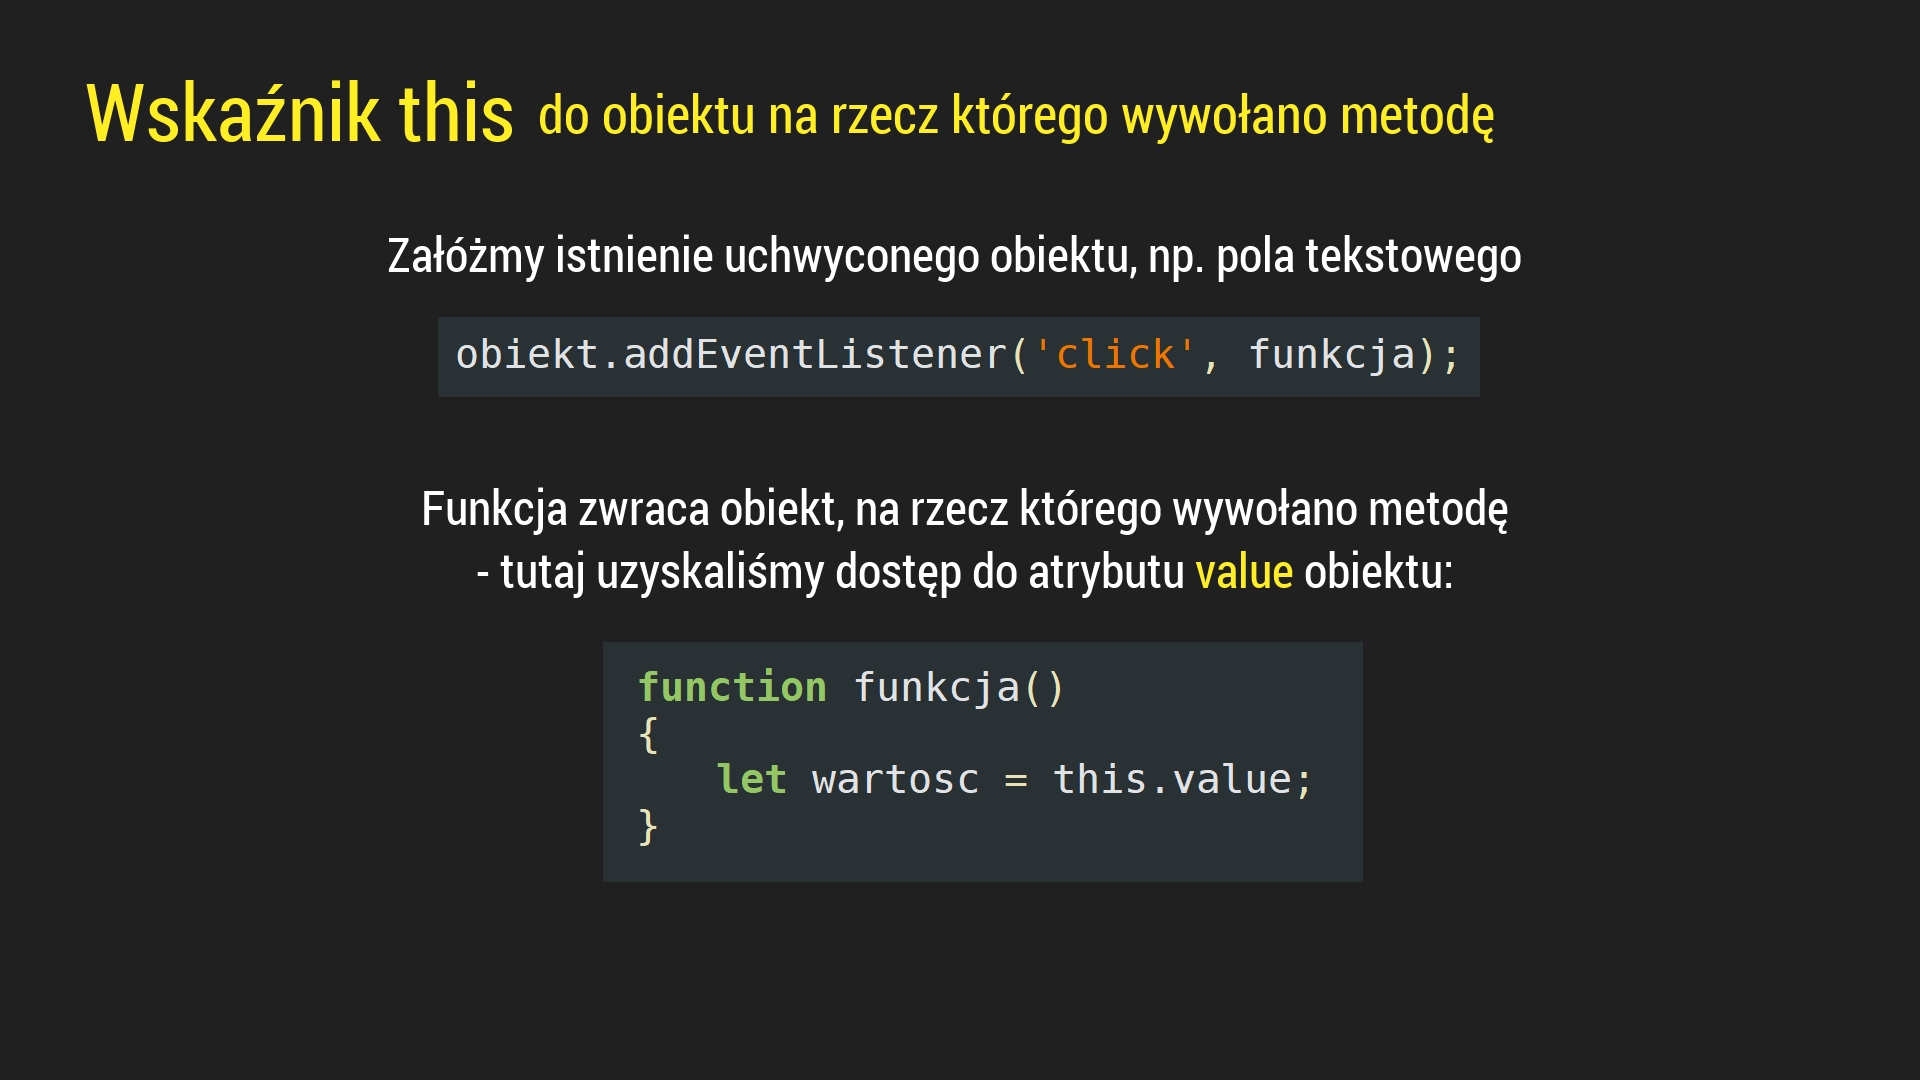 Wskaźnik this do obiektu na rzecz którego wywołano metodę
Załóżmy istnienie uchwyconego obiektu, np. pola tekstowego
obiekt.addEventListener('click', funkcja);
Funkcja zwraca obiekt, na rzecz którego wywołano metodę
- tutaj uzyskaliśmy dostęp do atrybutu value obiektu:
function funkcja()
{
let wartosc = this.value;
}